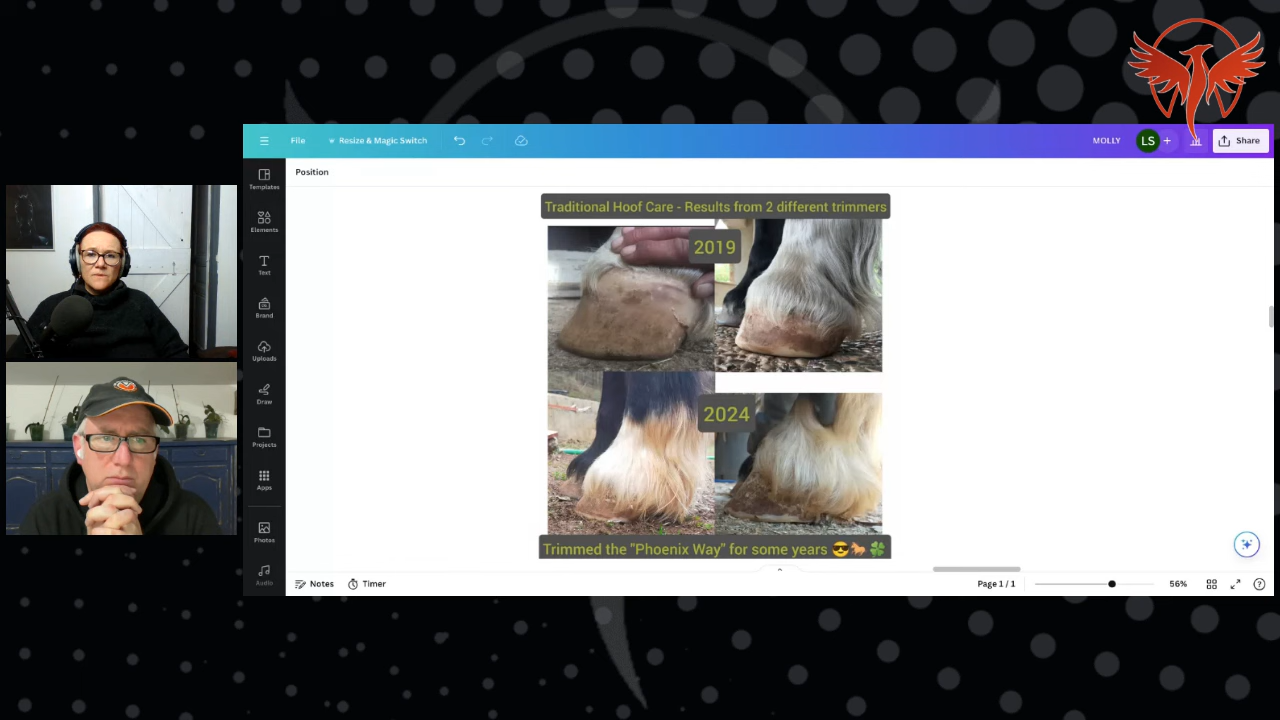 File
Resize & Magic Switch
MOLLY
LS
+
Share
Templates
Elements
Text
Brand
Uploads
Draw
Projects
Apps
Photos
Audio
Position
Traditional Hoof Care - Results from 2 different trimmers
2019
2024
Trimmed the "Phoenix Way" for some years 😎🐎🍀
Notes
Timer
Page 1 / 1
56%